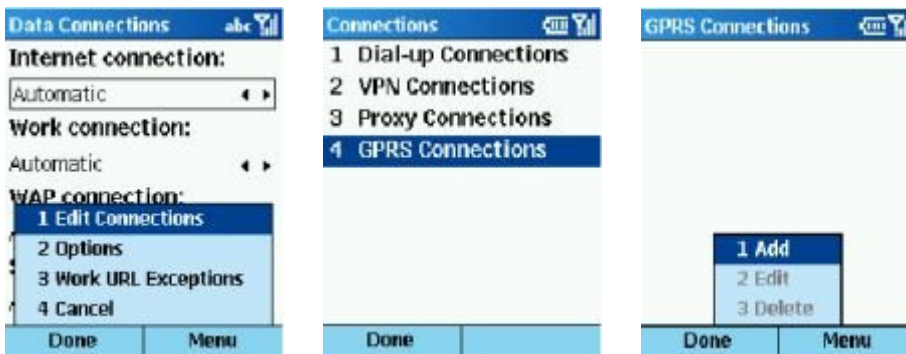 Data Connections abc
Internet connection:
Automatic
Work connection:
Automatic
WAP connection:
1 Edit Connections
2 Options
3 Work URL Exceptions
4 Cancel
Done Menu
Connections
1 Dial-up Connections
2 VPN Connections
3 Proxy Connections
4 GPRS Connections
Done
GPRS Connections
1 Add
2 Edit
3 Delete
Done Menu